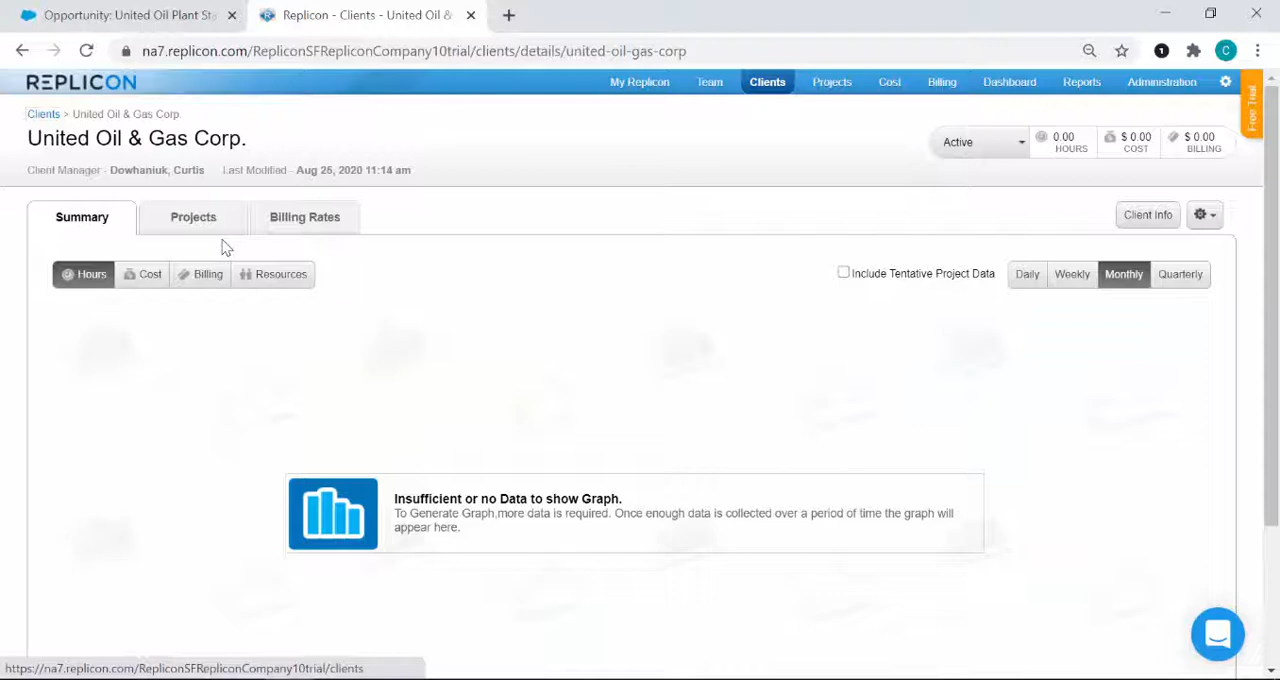 Opportunity: United Oil Plant Sta
Replicon - Clients - United Oil &
na7.replicon.com/RepliconSFRepliconCompany10trial/clients/details/united-oil-gas-corp
1
C
REPLICON
My Replicon
Team
Clients
Projects
Cost
Billing
Dashboard
Reports
Administration
Free Trial
Clients > United Oil & Gas Corp.
United Oil & Gas Corp.
Active
0.00
HOURS
$ 0.00
COST
$ 0.00
BILLING
Client Manager - Dowhaniuk, Curtis
Last Modified - Aug 25, 2020 11:14 am
Summary
Projects
Billing Rates
Client Info
Hours
Cost
Billing
Resources
Include Tentative Project Data
Daily
Weekly
Monthly
Quarterly
Insufficient or no Data to show Graph.
To Generate Graph,more data is required. Once enough data is collected over a period of time the graph will
appear here.
https://na7.replicon.com/RepliconSFRepliconCompany10trial/clients